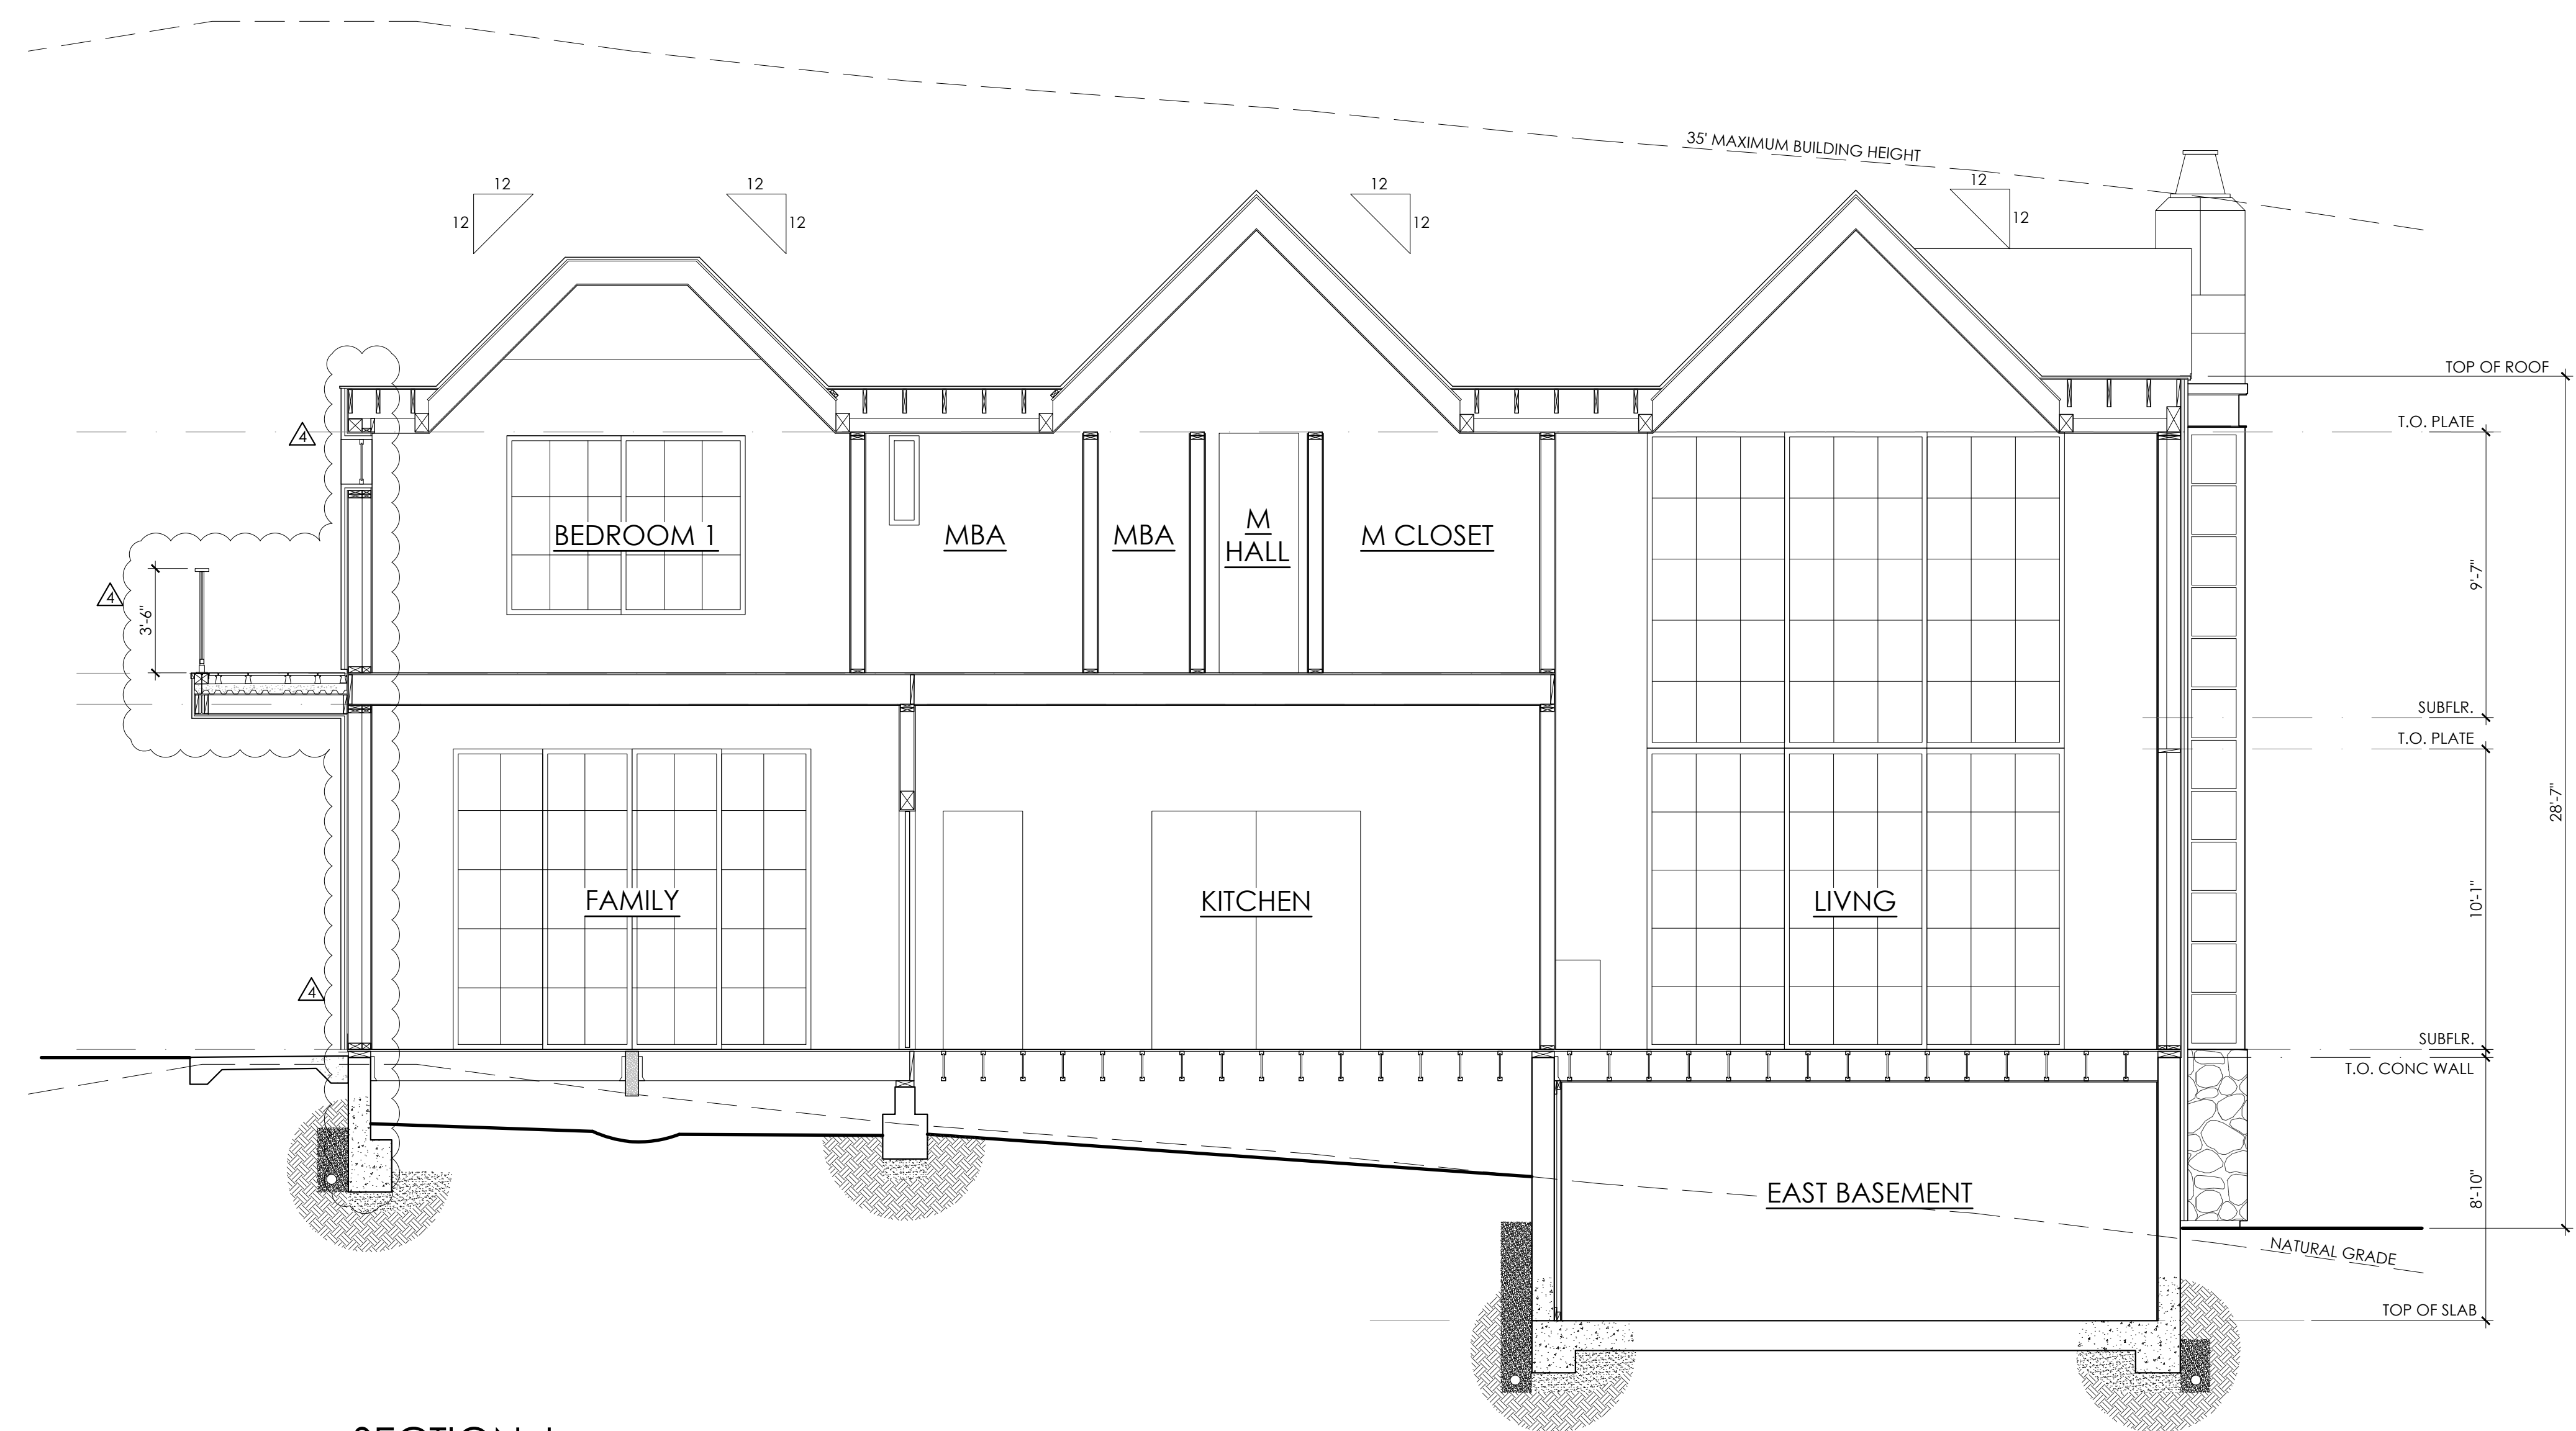 35' MAXIMUM BUILDING HEIGHT
12
12
12
12
12
12
12
12
TOP OF ROOF
T.O. PLATE
4
BEDROOM 1
MBA
MBA
M
HALL
M CLOSET
9'-7"
4
3'-6"
SUBFLR.
T.O. PLATE
28'-7"
FAMILY
KITCHEN
LIVNG
10'-1"
4
SUBFLR.
T.O. CONC WALL
EAST BASEMENT
8'-10"
NATURAL GRADE
TOP OF SLAB